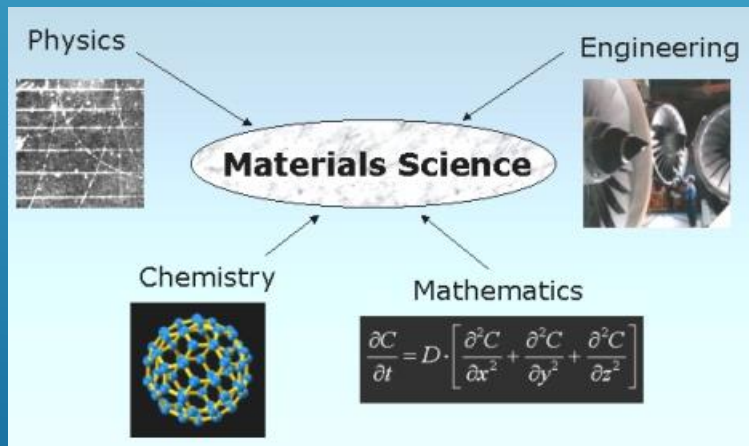 Physics
Engineering
Materials Science
Chemistry
Mathematics
∂C/∂t = D · [∂²C/∂x² + ∂²C/∂y² + ∂²C/∂z²]